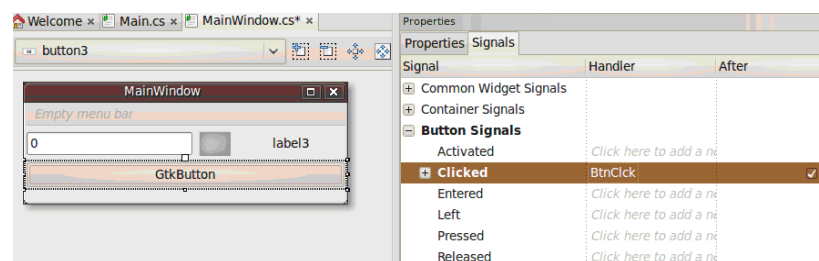 Welcome × Main.cs × MainWindow.cs* ×
button3
MainWindow
Empty menu bar
0
label3
GtkButton
Properties
Properties Signals
Signal Handler After
Common Widget Signals
Container Signals
Button Signals
Activated Click here to add a ne
Clicked BtnClck
Entered Click here to add a ne
Left Click here to add a ne
Pressed Click here to add a ne
Released Click here to add a ne